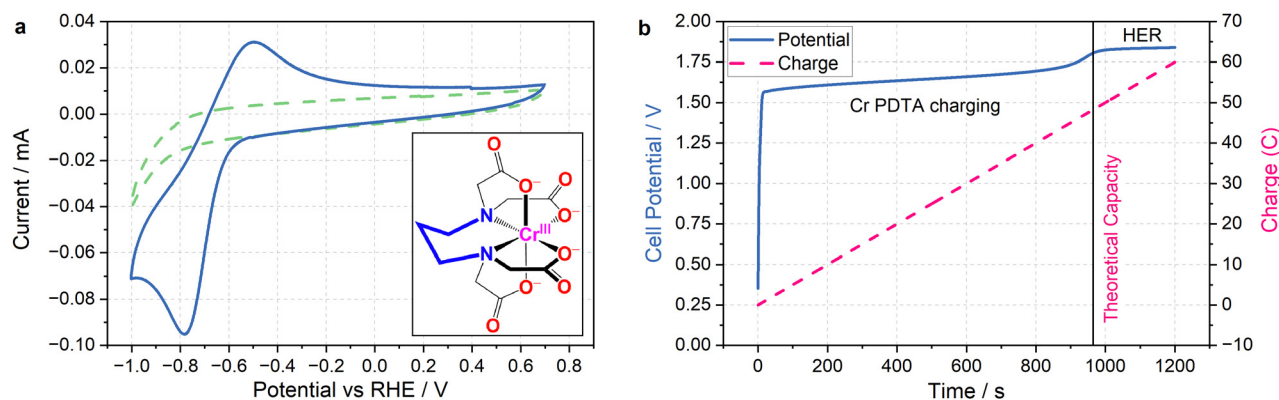 a
0.04
0.02
0.00
−0.02
−0.04
−0.06
−0.08
−0.10
Current / mA
−1.0 −0.8 −0.6 −0.4 −0.2 0.0 0.2 0.4 0.6 0.8
Potential vs RHE / V
O
O−
O
O−
N
CrIII
N
O−
O
O−
O
b
2.00
1.75
1.50
1.25
1.00
0.75
0.50
0.25
0.00
Cell Potential / V
Potential
Charge
HER
Cr PDTA charging
Theoretical Capacity
0 200 400 600 800 1000 1200
Time / s
70
60
50
40
30
20
10
0
−10
Charge (C)